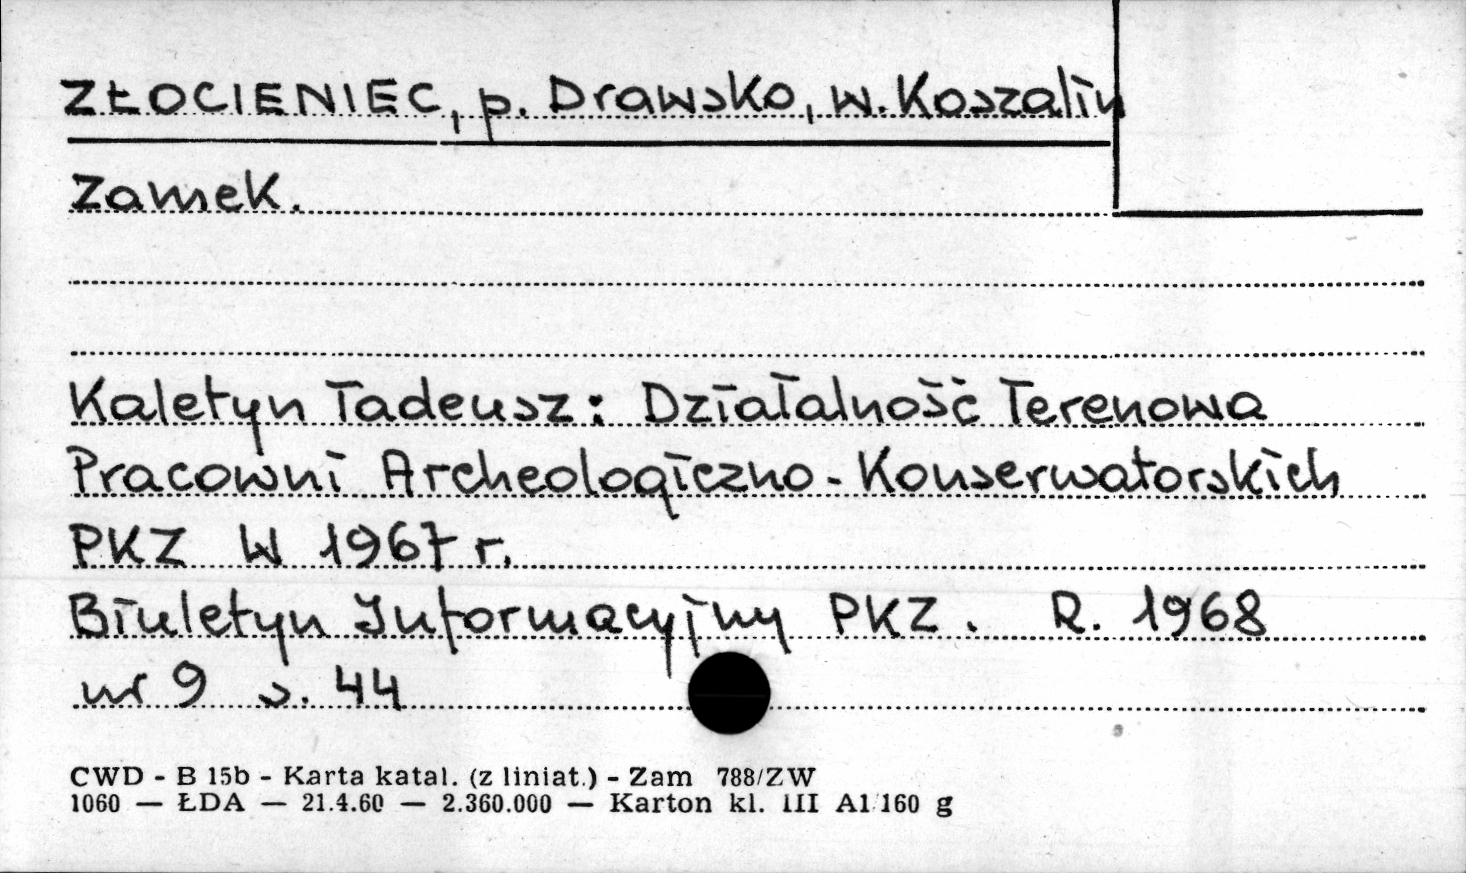 ZŁOCIENIEC, p. Drawsko, w. Koszalin
Zamek.
Kaletyn Tadeusz: Działalność Terenowa
Pracowni Archeologiczno-Konserwatorskich
PKZ w 1967 r.
Biuletyn Informacyjny PKZ. R. 1968
nr 9 s. 44
CWD - B 15b - Karta katal. (z liniat.) - Zam 788/ZW
1060 — ŁDA — 21.4.60 — 2.360.000 — Karton kl. III A1 160 g